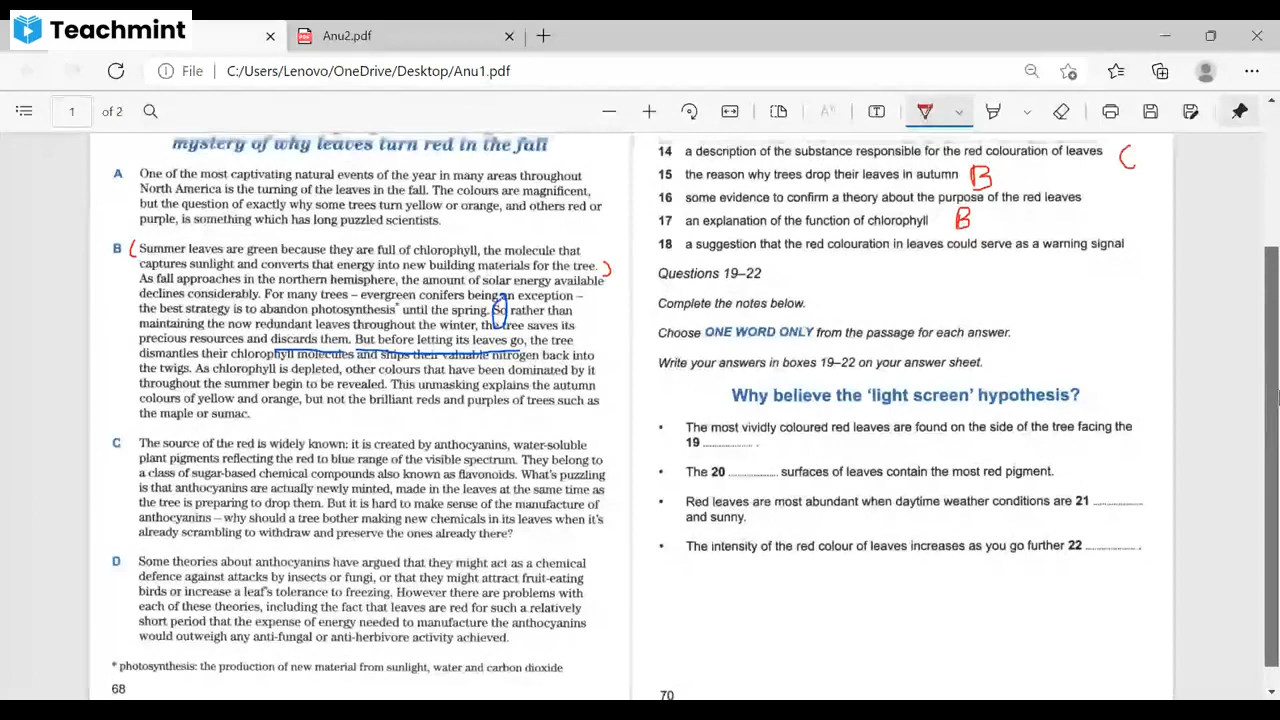 Teachmint
Anu2.pdf
File C:/Users/Lenovo/OneDrive/Desktop/Anu1.pdf
1 of 2
mystery of why leaves turn red in the fall
A One of the most captivating natural events of the year in many areas throughout
North America is the turning of the leaves in the fall. The colours are magnificent,
but the question of exactly why some trees turn yellow or orange, and others red or
purple, is something which has long puzzled scientists.
B ( Summer leaves are green because they are full of chlorophyll, the molecule that
captures sunlight and converts that energy into new building materials for the tree. )
As fall approaches in the northern hemisphere, the amount of solar energy available
declines considerably. For many trees – evergreen conifers being an exception –
the best strategy is to abandon photosynthesis* until the spring. So rather than
maintaining the now redundant leaves throughout the winter, the tree saves its
precious resources and discards them. But before letting its leaves go, the tree
dismantles their chlorophyll molecules and ships their valuable nitrogen back into
the twigs. As chlorophyll is depleted, other colours that have been dominated by it
throughout the summer begin to be revealed. This unmasking explains the autumn
colours of yellow and orange, but not the brilliant reds and purples of trees such as
the maple or sumac.
C The source of the red is widely known: it is created by anthocyanins, water-soluble
plant pigments reflecting the red to blue range of the visible spectrum. They belong to
a class of sugar-based chemical compounds also known as flavonoids. What's puzzling
is that anthocyanins are actually newly minted, made in the leaves at the same time as
the tree is preparing to drop them. But it is hard to make sense of the manufacture of
anthocyanins – why should a tree bother making new chemicals in its leaves when it's
already scrambling to withdraw and preserve the ones already there?
D Some theories about anthocyanins have argued that they might act as a chemical
defence against attacks by insects or fungi, or that they might attract fruit-eating
birds or increase a leaf's tolerance to freezing. However there are problems with
each of these theories, including the fact that leaves are red for such a relatively
short period that the expense of energy needed to manufacture the anthocyanins
would outweigh any anti-fungal or anti-herbivore activity achieved.
* photosynthesis: the production of new material from sunlight, water and carbon dioxide
68
14 a description of the substance responsible for the red colouration of leaves C
15 the reason why trees drop their leaves in autumn B
16 some evidence to confirm a theory about the purpose of the red leaves
17 an explanation of the function of chlorophyll B
18 a suggestion that the red colouration in leaves could serve as a warning signal
Questions 19–22
Complete the notes below.
Choose ONE WORD ONLY from the passage for each answer.
Write your answers in boxes 19–22 on your answer sheet.
Why believe the 'light screen' hypothesis?
• The most vividly coloured red leaves are found on the side of the tree facing the
19 .............. .
• The 20 .............. surfaces of leaves contain the most red pigment.
• Red leaves are most abundant when daytime weather conditions are 21 ..............
and sunny.
• The intensity of the red colour of leaves increases as you go further 22 .............. .
70